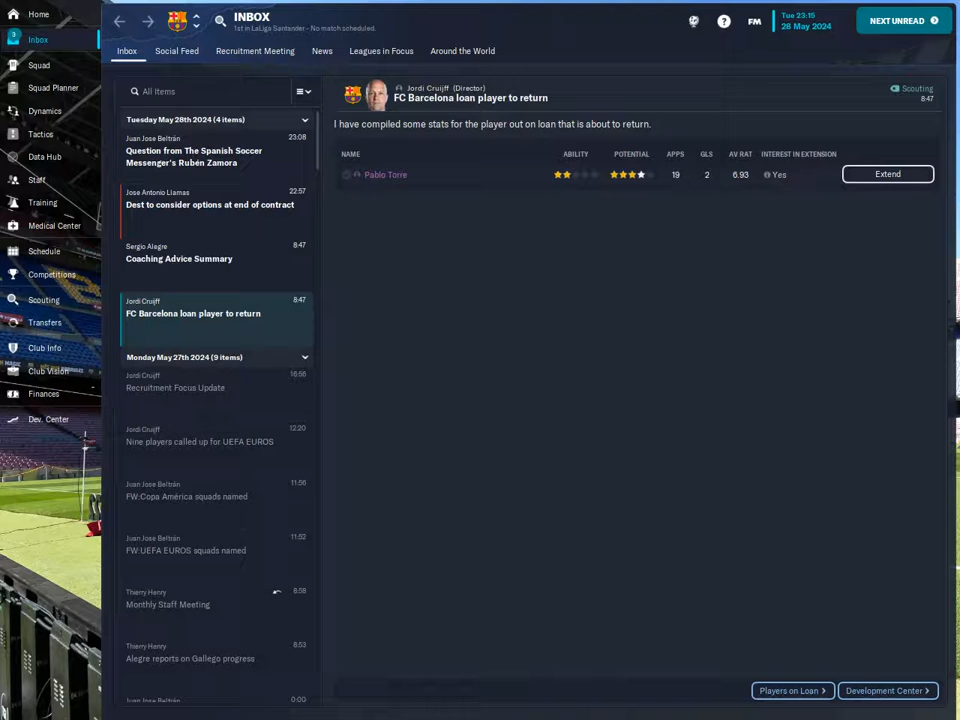 Home
3
Inbox
Squad
Squad Planner
Dynamics
Tactics
Data Hub
Staff
Training
Medical Center
Schedule
Competitions
Scouting
Transfers
Club Info
Club Vision
Finances
Dev. Center
INBOX
1st in LaLiga Santander - No match scheduled.
FM
Tue 23:15
28 May 2024
NEXT UNREAD
Inbox Social Feed Recruitment Meeting News Leagues in Focus Around the World
All Items
Tuesday May 28th 2024 (4 items)
Juan Jose Beltrán 23:08
Question from The Spanish Soccer
Messenger's Rubén Zamora
Jose Antonio Llamas 22:57
Dest to consider options at end of contract
Sergio Alegre 8:47
Coaching Advice Summary
Jordi Cruijff 8:47
FC Barcelona loan player to return
Monday May 27th 2024 (9 items)
Jordi Cruijff 16:56
Recruitment Focus Update
Jordi Cruijff 12:20
Nine players called up for UEFA EUROS
Juan Jose Beltrán 11:56
FW:Copa América squads named
Juan Jose Beltrán 11:52
FW:UEFA EUROS squads named
Thierry Henry 8:58
Monthly Staff Meeting
Thierry Henry 8:53
Alegre reports on Gallego progress
Juan Jose Beltrán 0:00
Jordi Cruijff (Director)
FC Barcelona loan player to return
Scouting
8:47
I have compiled some stats for the player out on loan that is about to return.
NAME ABILITY POTENTIAL APPS GLS AV RAT INTEREST IN EXTENSION
Pablo Torre 19 2 6.93 Yes Extend
Players on Loan Development Center